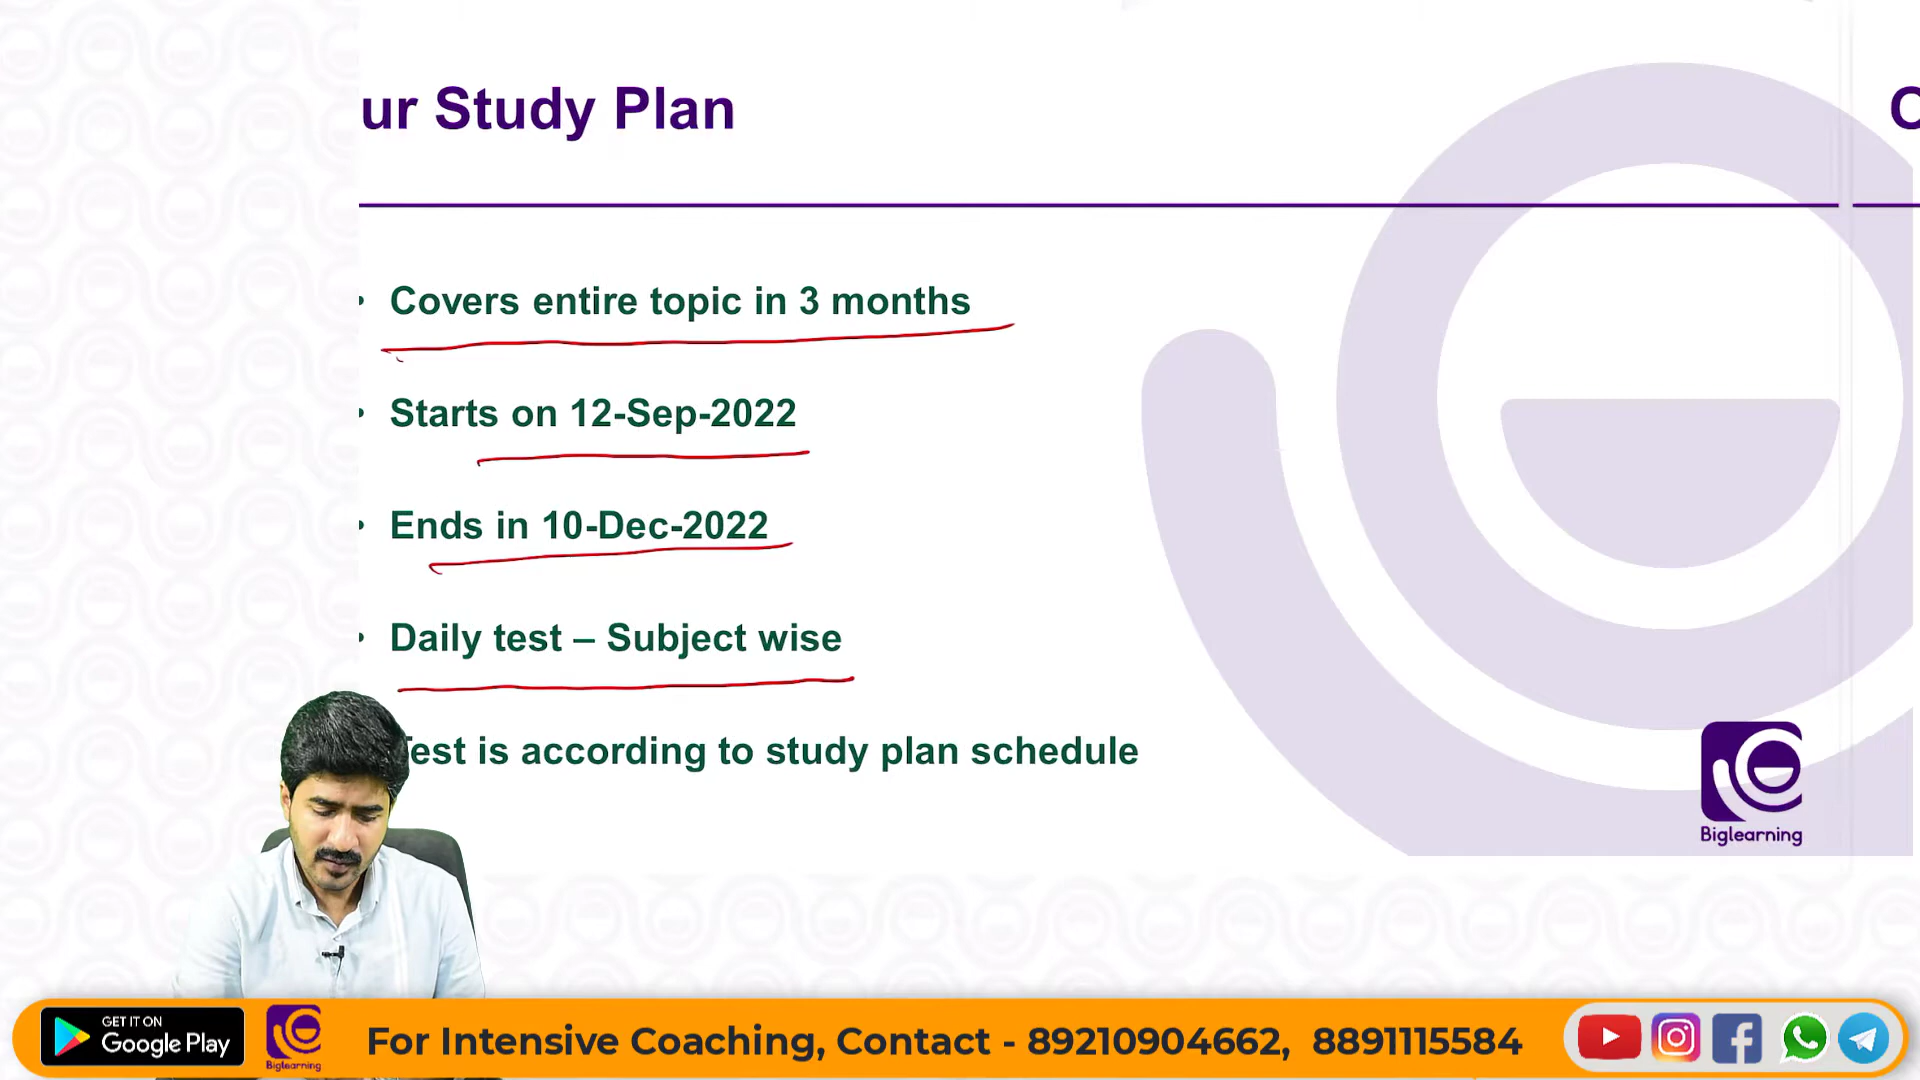 ur Study Plan
• Covers entire topic in 3 months
• Starts on 12-Sep-2022
• Ends in 10-Dec-2022
• Daily test – Subject wise
Test is according to study plan schedule
Biglearning
GET IT ON
Google Play
Biglearning
For Intensive Coaching, Contact - 89210904662, 8891115584